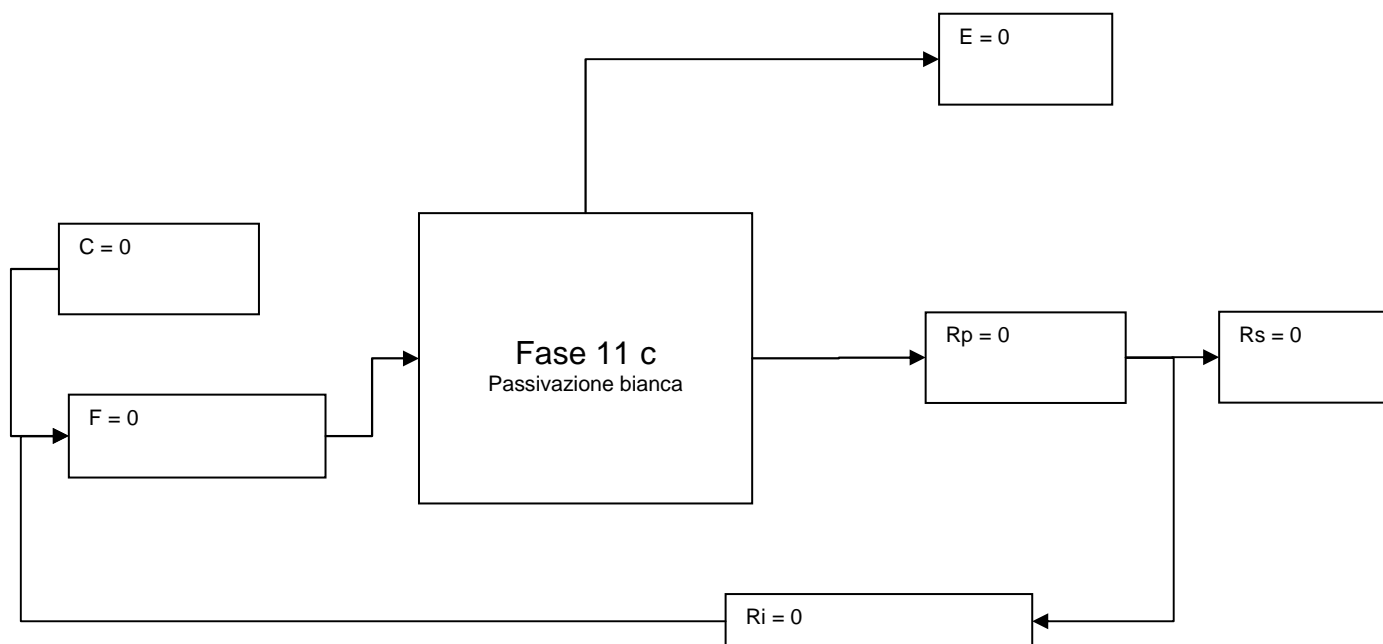 E = 0
C = 0
Fase 11 c
Passivazione bianca
Rp = 0
Rs = 0
F = 0
Ri = 0